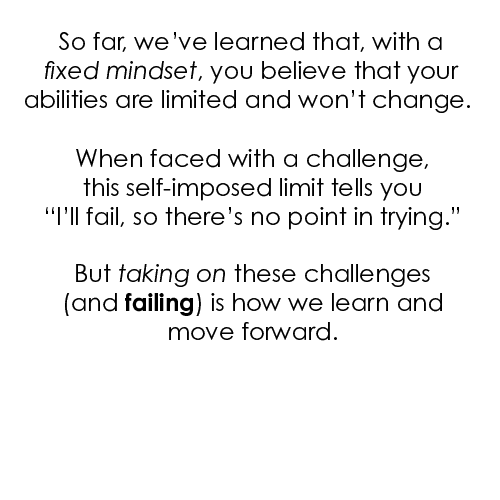 So far, we’ve learned that, with a
fixed mindset, you believe that your
abilities are limited and won’t change.
When faced with a challenge,
this self-imposed limit tells you
“I’ll fail, so there’s no point in trying.”
But taking on these challenges
(and failing) is how we learn and
move forward.